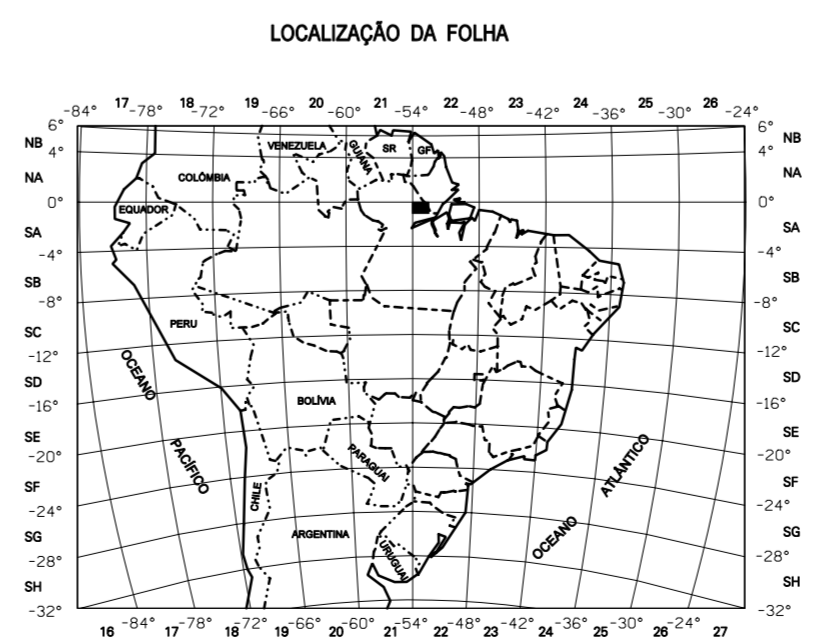 LOCALIZAÇÃO DA FOLHA
17 18 19 20 21 22 23 24 25 26
-84° -78° -72° -66° -60° -54° -48° -42° -36° -30° -24°
6° 6°
NB NB
VENEZUELA
GUIANA
SR
GF
4° 4°
NA NA
COLÔMBIA
0° 0°
EQUADOR
SA SA
-4° -4°
SB SB
-8° -8°
PERU
SC SC
-12° -12°
OCEANO
SD SD
BOLÍVIA
-16° -16°
SE SE
PACÍFICO
PARAGUAI
ATLÂNTICO
-20° -20°
SF SF
CHILE
-24° -24°
ARGENTINA
OCEANO
SG SG
URUGUAI
-28° -28°
SH SH
-32° -32°
-84° -78° -72° -66° -60° -54° -48° -42° -36° -30° -24°
16 17 18 19 20 21 22 23 24 25 26 27